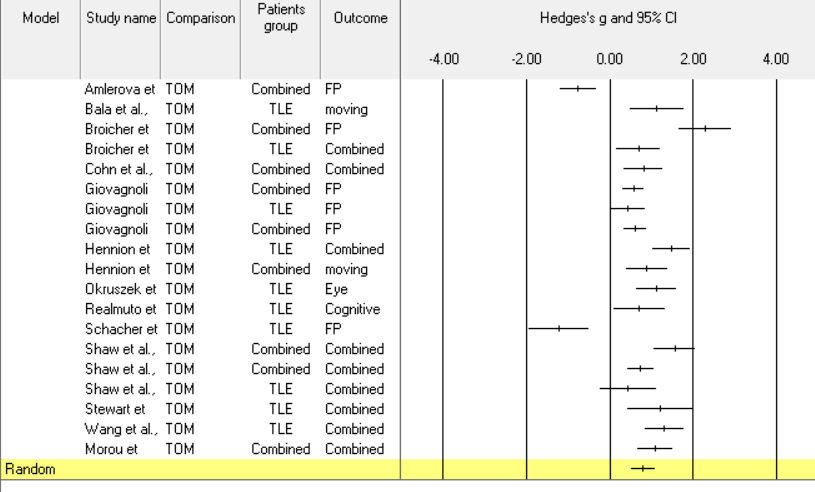 Model Study name Comparison Patients group Outcome Hedges's g and 95% CI
-4.00 -2.00 0.00 2.00 4.00
Amlerova et TOM Combined FP
Bala et al., TOM TLE moving
Broicher et TOM Combined FP
Broicher et TOM TLE Combined
Cohn et al., TOM Combined Combined
Giovagnoli TOM Combined FP
Giovagnoli TOM TLE FP
Giovagnoli TOM Combined FP
Hennion et TOM TLE Combined
Hennion et TOM Combined moving
Okruszek et TOM TLE Eye
Realmuto et TOM TLE Cognitive
Schacher et TOM TLE FP
Shaw et al., TOM Combined Combined
Shaw et al., TOM Combined Combined
Shaw et al., TOM TLE Combined
Stewart et TOM TLE Combined
Wang et al., TOM TLE Combined
Morou et TOM Combined Combined
Random